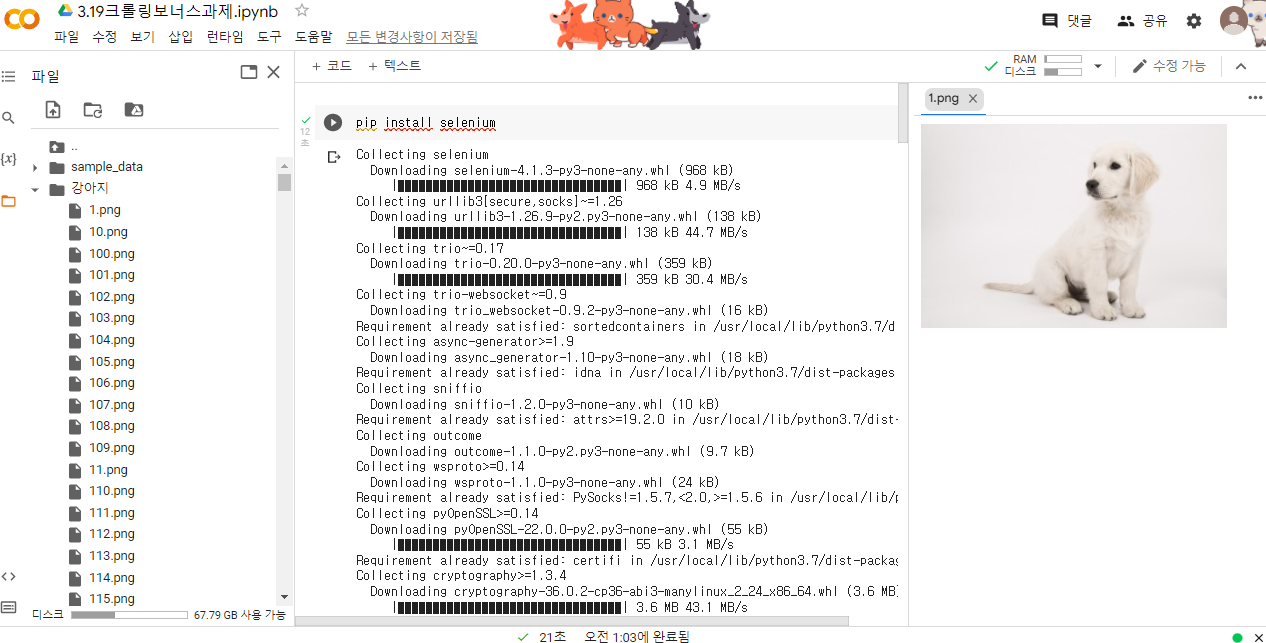 3.19크롤링보너스과제.ipynb
파일 수정 보기 삽입 런타임 도구 도움말 모든 변경사항이 저장됨
댓글 공유
파일
+ 코드 + 텍스트
RAM
디스크
수정 가능
..
sample_data
강아지
1.png
10.png
100.png
101.png
102.png
103.png
104.png
105.png
106.png
107.png
108.png
109.png
11.png
110.png
111.png
112.png
113.png
114.png
115.png
디스크 67.79 GB 사용 가능
{x}
<>
12
초
pip install selenium
Collecting selenium
Downloading selenium-4.1.3-py3-none-any.whl (968 kB)
968 kB 4.9 MB/s
Collecting urllib3[secure,socks]~=1.26
Downloading urllib3-1.26.9-py2.py3-none-any.whl (138 kB)
138 kB 44.7 MB/s
Collecting trio~=0.17
Downloading trio-0.20.0-py3-none-any.whl (359 kB)
359 kB 30.4 MB/s
Collecting trio-websocket~=0.9
Downloading trio_websocket-0.9.2-py3-none-any.whl (16 kB)
Requirement already satisfied: sortedcontainers in /usr/local/lib/python3.7/d
Collecting async-generator>=1.9
Downloading async_generator-1.10-py3-none-any.whl (18 kB)
Requirement already satisfied: idna in /usr/local/lib/python3.7/dist-packages
Collecting sniffio
Downloading sniffio-1.2.0-py3-none-any.whl (10 kB)
Requirement already satisfied: attrs>=19.2.0 in /usr/local/lib/python3.7/dist-
Collecting outcome
Downloading outcome-1.1.0-py2.py3-none-any.whl (9.7 kB)
Collecting wsproto>=0.14
Downloading wsproto-1.1.0-py3-none-any.whl (24 kB)
Requirement already satisfied: PySocks!=1.5.7,<2.0,>=1.5.6 in /usr/local/lib/p
Collecting pyOpenSSL>=0.14
Downloading pyOpenSSL-22.0.0-py2.py3-none-any.whl (55 kB)
55 kB 3.1 MB/s
Requirement already satisfied: certifi in /usr/local/lib/python3.7/dist-packag
Collecting cryptography>=1.3.4
Downloading cryptography-36.0.2-cp36-abi3-manylinux_2_24_x86_64.whl (3.6 MB)
3.6 MB 43.1 MB/s
1.png
21초 오전 1:03에 완료됨